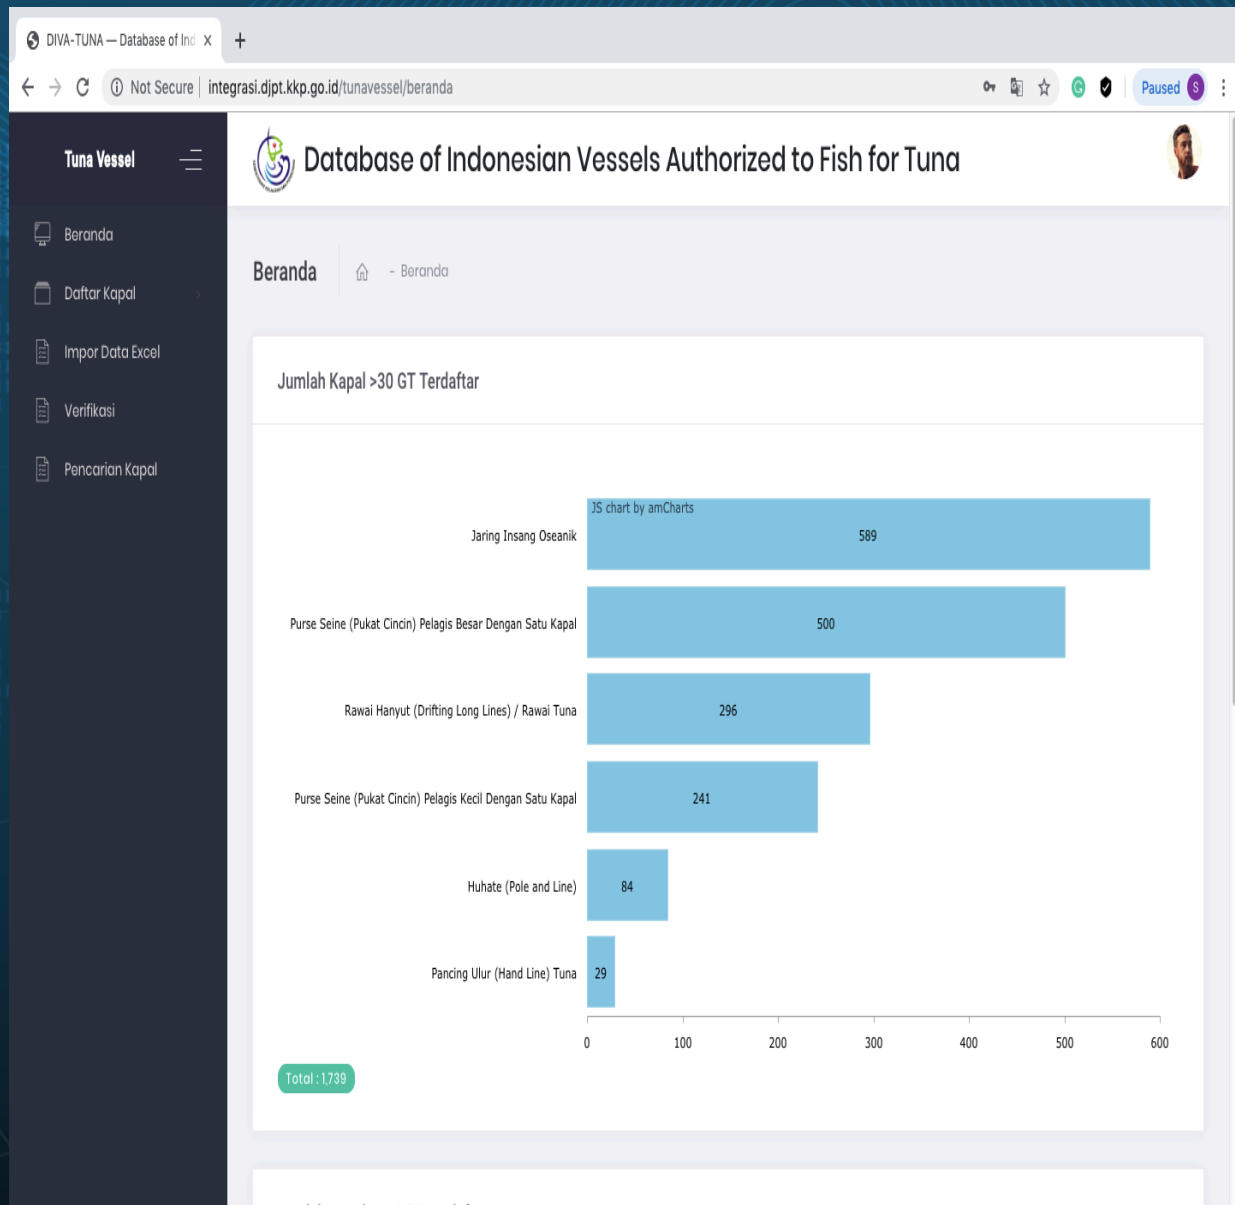 DIVA-TUNA — Database of Ind
Not Secure | integrasi.djpt.kkp.go.id/tunavessel/beranda
Paused S
Tuna Vessel
Database of Indonesian Vessels Authorized to Fish for Tuna
Beranda
Daftar Kapal
Impor Data Excel
Verifikasi
Pencarian Kapal
Beranda - Beranda
Jumlah Kapal >30 GT Terdaftar
JS chart by amCharts
Jaring Insang Oseanik 589
Purse Seine (Pukat Cincin) Pelagis Besar Dengan Satu Kapal 500
Rawai Hanyut (Drifting Long Lines) / Rawai Tuna 296
Purse Seine (Pukat Cincin) Pelagis Kecil Dengan Satu Kapal 241
Huhate (Pole and Line) 84
Pancing Ulur (Hand Line) Tuna 29
0 100 200 300 400 500 600
Total : 1,739